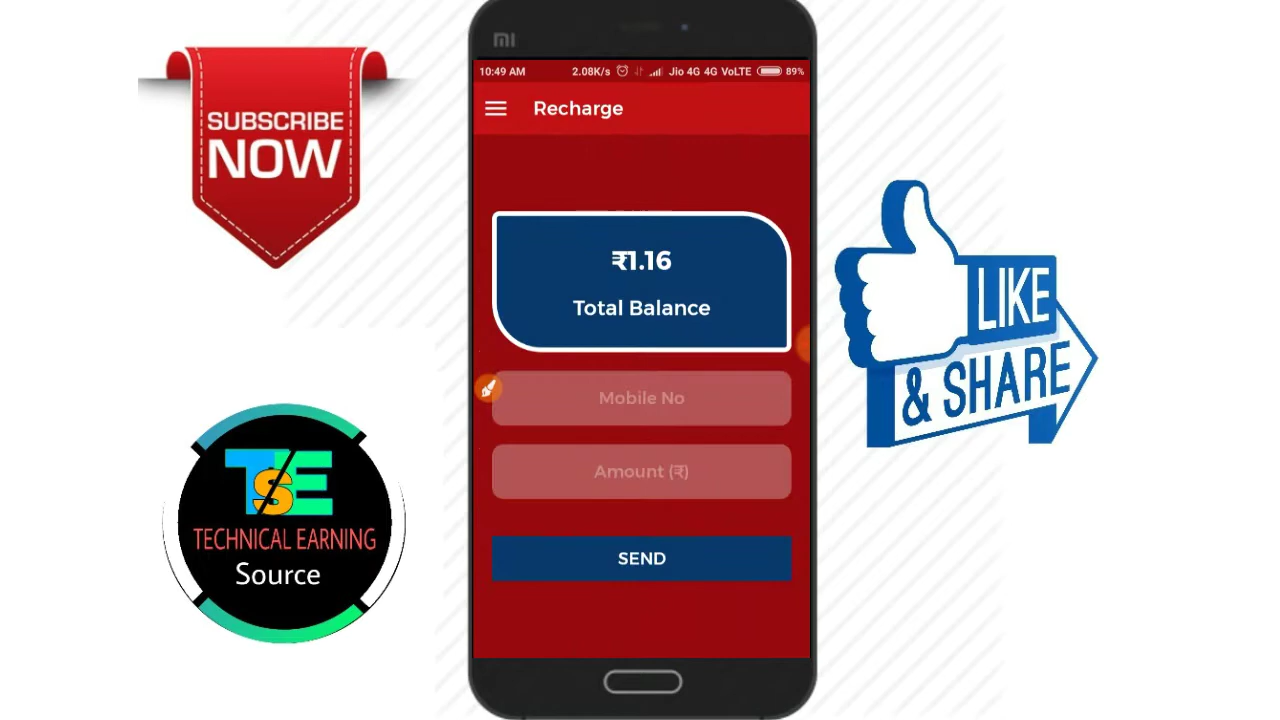 SUBSCRIBE
NOW
mi
10:49 AM 2.08K/s Jio 4G 4G VoLTE 89%
Recharge
₹1.16
Total Balance
Mobile No
Amount (₹)
SEND
LIKE
& SHARE
TSE
TECHNICAL EARNING
Source